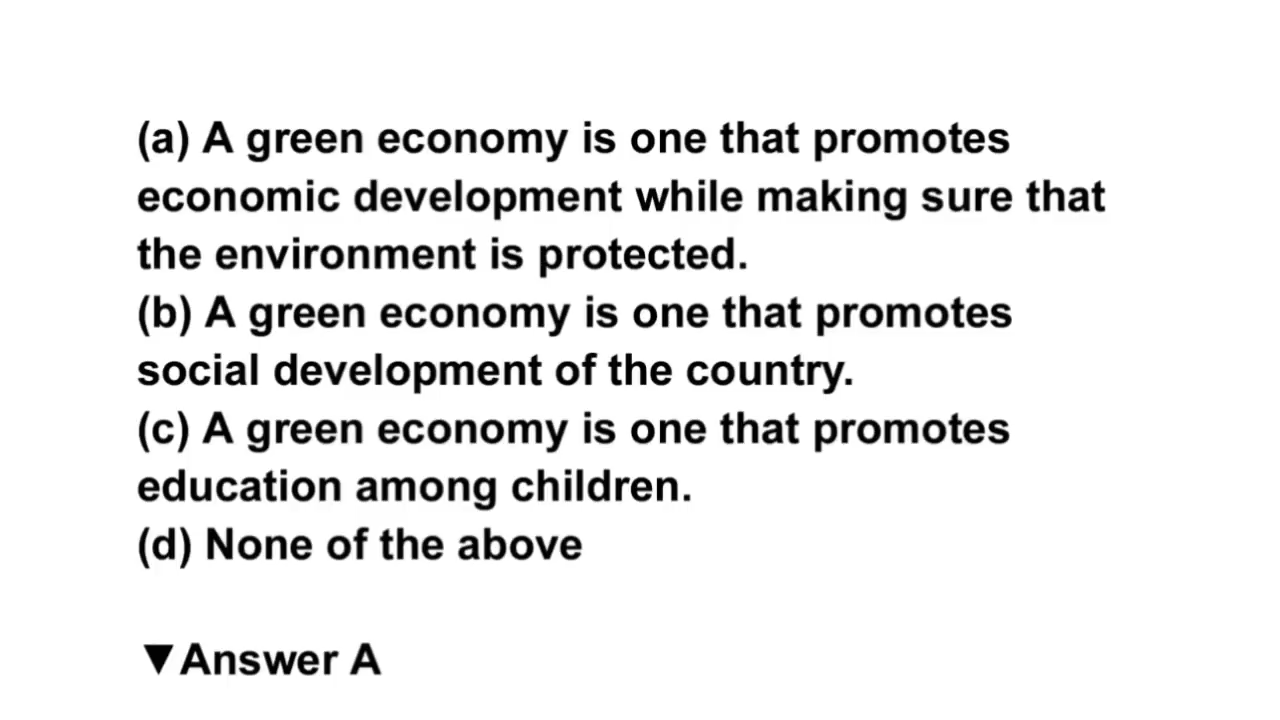 (a) A green economy is one that promotes
economic development while making sure that
the environment is protected.
(b) A green economy is one that promotes
social development of the country.
(c) A green economy is one that promotes
education among children.
(d) None of the above
▼Answer A